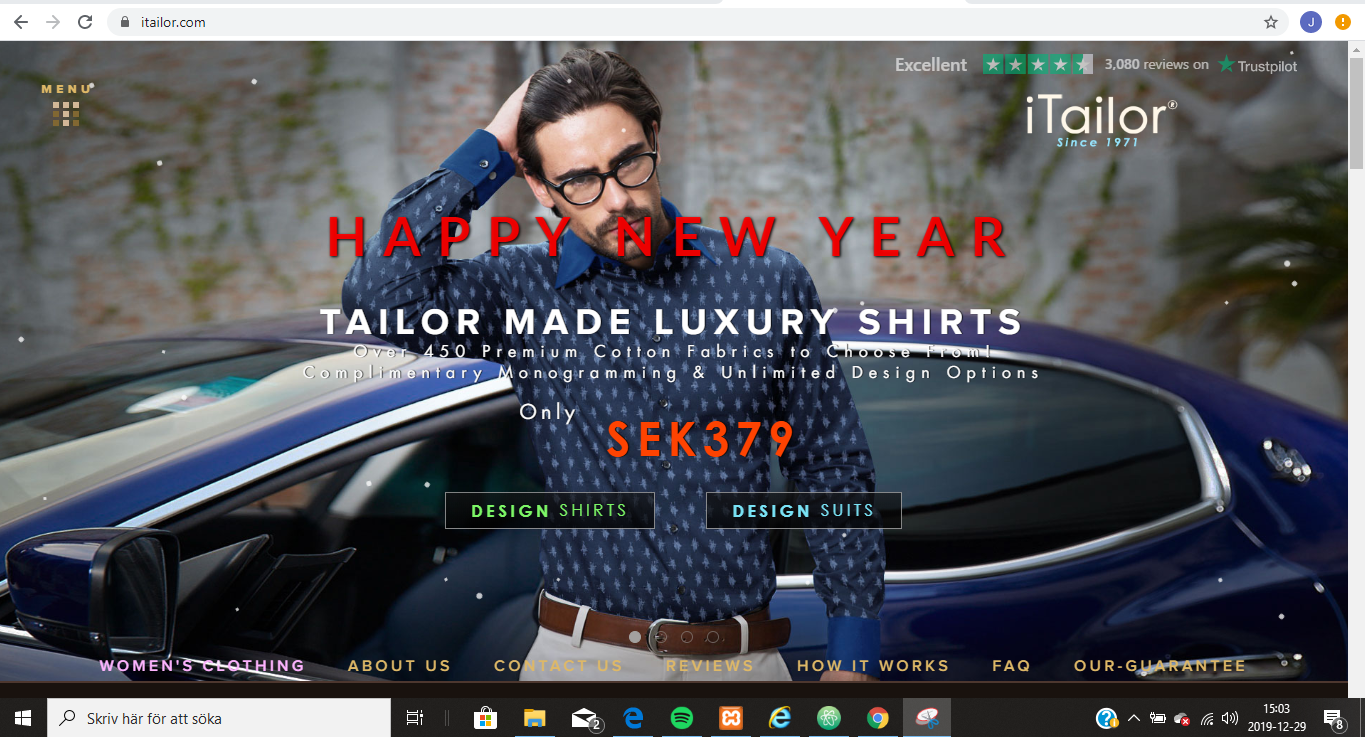 itailor.com
J
Excellent
3,080 reviews on
Trustpilot
MENU
iTailor®
Since 1971
HAPPY NEW YEAR
TAILOR MADE LUXURY SHIRTS
Over 450 Premium Cotton Fabrics to Choose From!
Complimentary Monogramming & Unlimited Design Options
Only
SEK379
DESIGN SHIRTS
DESIGN SUITS
WOMEN'S CLOTHING
ABOUT US
CONTACT US
REVIEWS
HOW IT WORKS
FAQ
OUR-GUARANTEE
Skriv här för att söka
2
15:03
2019-12-29
8